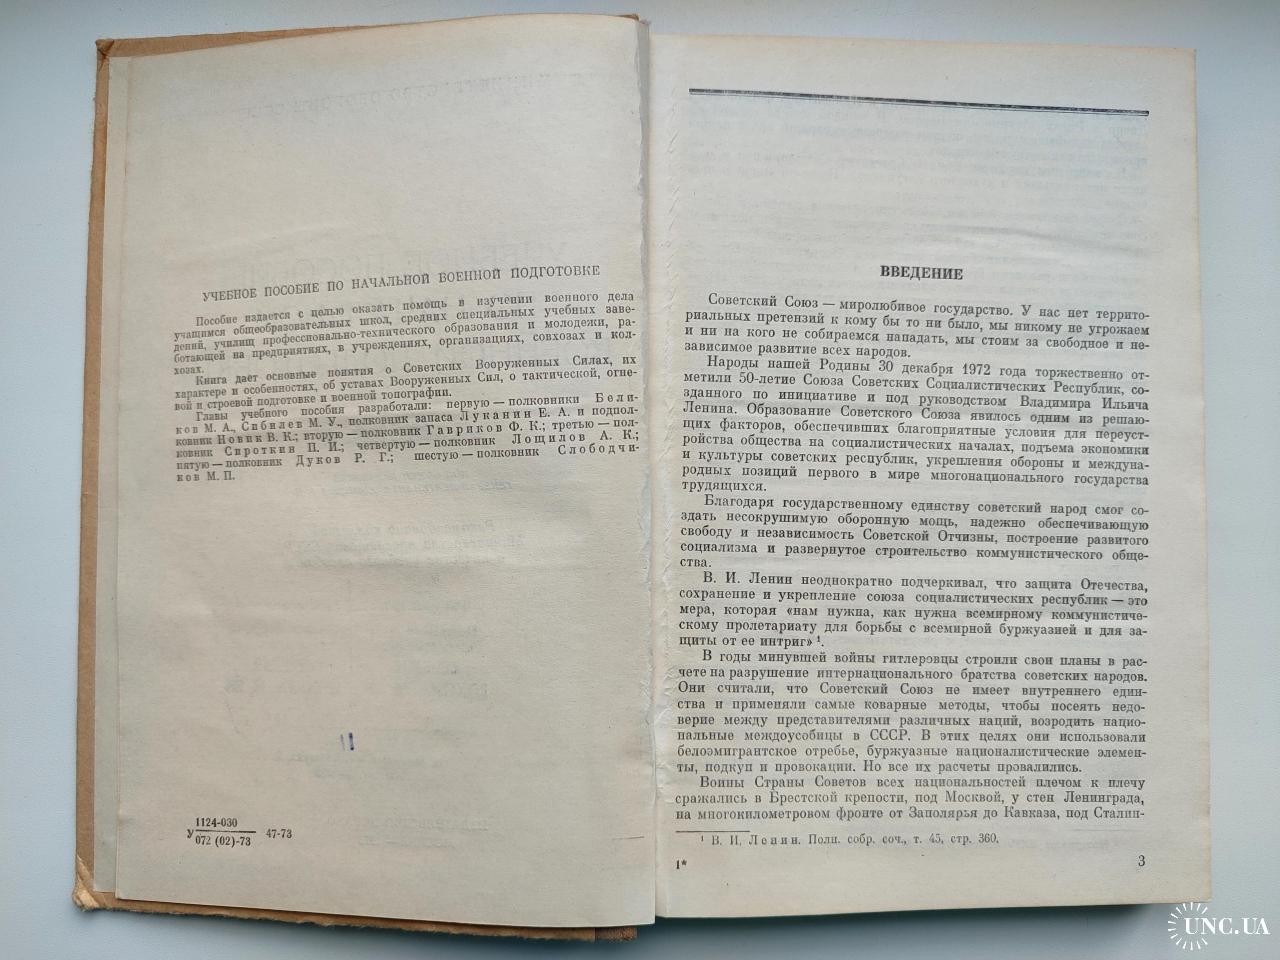 УЧЕБНОЕ ПОСОБИЕ ПО НАЧАЛЬНОЙ ВОЕННОЙ ПОДГОТОВКЕ
Пособие издается с целью оказать помощь в изучении военного дела
учащимся общеобразовательных школ, средних специальных учебных заве-
дений, училищ профессионально-технического образования и молодежи, ра-
ботающей на предприятиях, в учреждениях, организациях, совхозах и кол-
хозах.
Книга дает основные понятия о Советских Вооруженных Силах, их
характере и особенностях, об уставах Вооруженных Сил, о тактической, огне-
вой и строевой подготовке и военной топографии.
Главы учебного пособия разработали: первую — полковники Бели-
ков М. А., Сибилев М. У., полковник запаса Луканин Е. А. и подпол-
ковник Новик В. К.; вторую — полковник Гавриков Ф. К.; третью — пол-
ковник Сироткин П. И.; четвертую — полковник Лощилов А. К.;
пятую — полковник Дуков Р. Г.; шестую — полковник Слободчи-
ков М. П.
11
1124-030
У 47-73
072 (02)-73
ВВЕДЕНИЕ
Советский Союз — миролюбивое государство. У нас нет террито-
риальных претензий к кому бы то ни было, мы никому не угрожаем
и ни на кого не собираемся нападать, мы стоим за свободное и не-
зависимое развитие всех народов.
Народы нашей Родины 30 декабря 1972 года торжественно от-
метили 50-летие Союза Советских Социалистических Республик, со-
зданного по инициативе и под руководством Владимира Ильича
Ленина. Образование Советского Союза явилось одним из решаю-
щих факторов, обеспечивших благоприятные условия для переуст-
ройства общества на социалистических началах, подъема экономики
и культуры советских республик, укрепления обороны и междуна-
родных позиций первого в мире многонационального государства
трудящихся.
Благодаря государственному единству советский народ смог со-
здать несокрушимую оборонную мощь, надежно обеспечивающую
свободу и независимость Советской Отчизны, построение развитого
социализма и развернутое строительство коммунистического обще-
ства.
В. И. Ленин неоднократно подчеркивал, что защита Отечества,
сохранение и укрепление союза социалистических республик — это
мера, которая «нам нужна, как нужна всемирному коммунистиче-
скому пролетариату для борьбы с всемирной буржуазией и для за-
щиты от ее интриг» ¹.
В годы минувшей войны гитлеровцы строили свои планы в рас-
чете на разрушение интернационального братства советских народов.
Они считали, что Советский Союз не имеет внутреннего един-
ства и применяли самые коварные методы, чтобы посеять недо-
верие между представителями различных наций, возродить нацио-
нальные междоусобицы в СССР. В этих целях они использовали
белоэмигрантское отребье, буржуазные националистические элемен-
ты, подкуп и провокации. Но все их расчеты провалились.
Воины Страны Советов всех национальностей плечом к плечу
сражались в Брестской крепости, под Москвой, у стен Ленинграда,
на многокилометровом фронте от Заполярья до Кавказа, под Сталин-
¹ В. И. Ленин. Полн. собр. соч., т. 45, стр. 360.
1*
3
UNC.UA